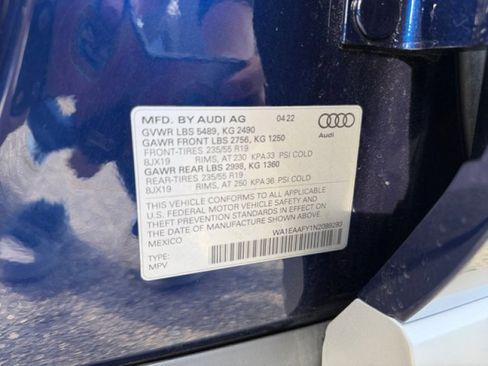 MFD. BY AUDI AG 04 22
GVWR LBS 5489, KG 2490
GAWR FRONT LBS 2756, KG 1250
FRONT-TIRES 235/55 R19
8JX19 RIMS, AT 230 KPA33 PSI COLD
GAWR REAR LBS 2998, KG 1360
REAR-TIRES 235/55 R19
8JX19 RIMS, AT 250 KPA 36 PSI COLD
THIS VEHICLE CONFORMS TO ALL APPLICABLE
U.S. FEDERAL MOTOR VEHICLE SAFETY AND
THEFT PREVENTION STANDARDS IN EFFECT ON
THE DATE OF MANUFACTURE SHOWN ABOVE.
MEXICO
WA1EAAFY1N2089293
TYPE:
MPV